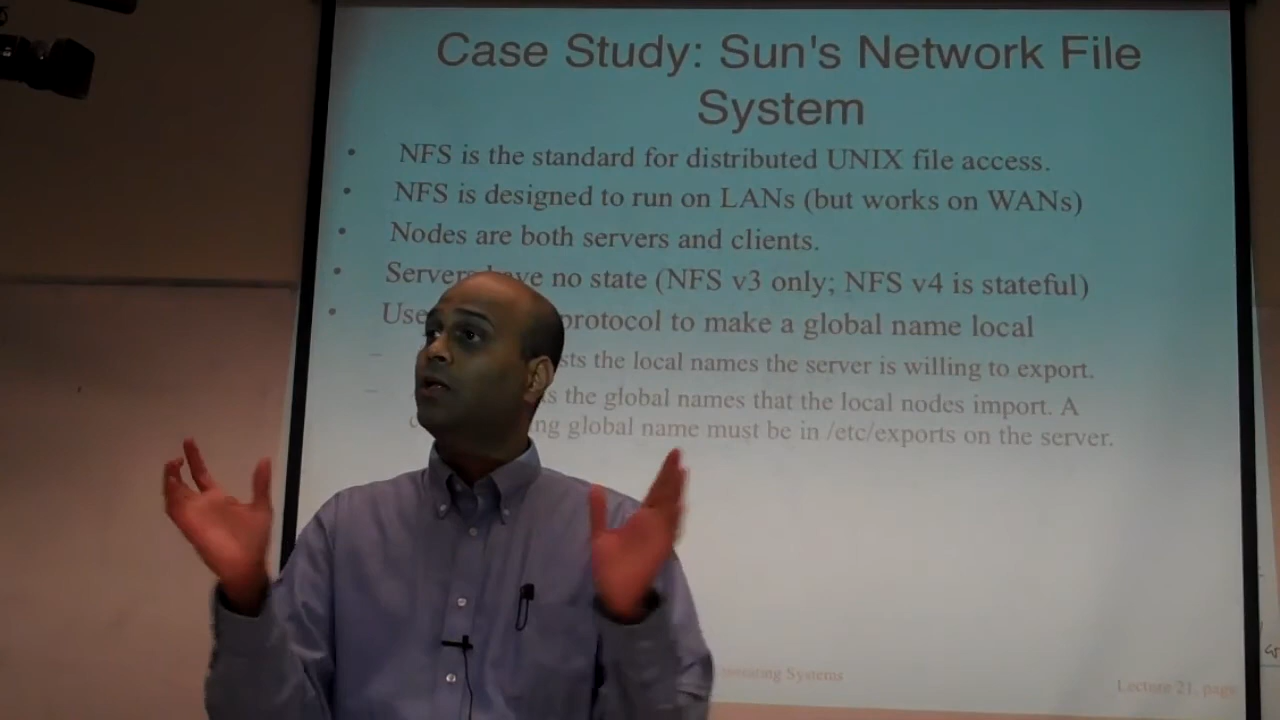 Case Study: Sun's Network File
System
• NFS is the standard for distributed UNIX file access.
• NFS is designed to run on LANs (but works on WANs)
• Nodes are both servers and clients.
• Servers have no state (NFS v3 only; NFS v4 is stateful)
• protocol to make a global name local
– the local names the server is willing to export.
– the global names that the local nodes import. A
global name must be in /etc/exports on the server.
Systems
Lecture 21, page